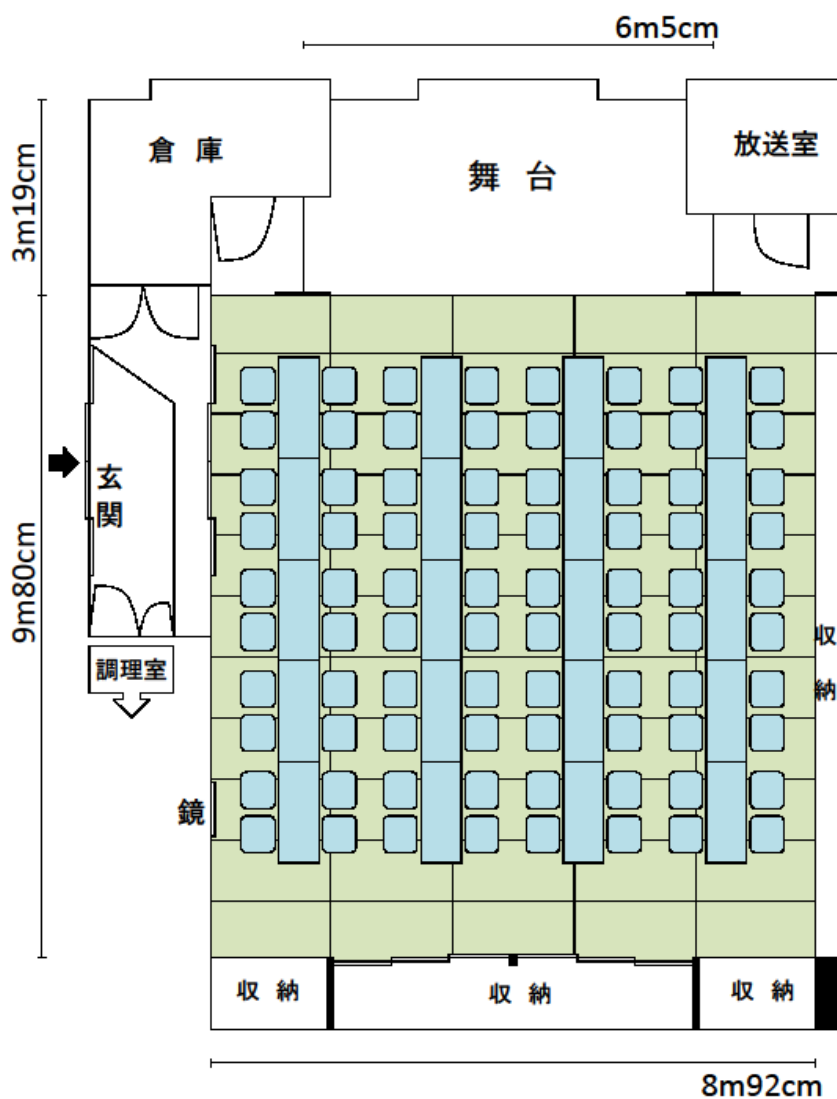 6m5cm
倉 庫
舞 台
放送室
3m19cm
玄
関
9m80cm
収
納
調理室
鏡
収 納
収 納
収 納
8m92cm